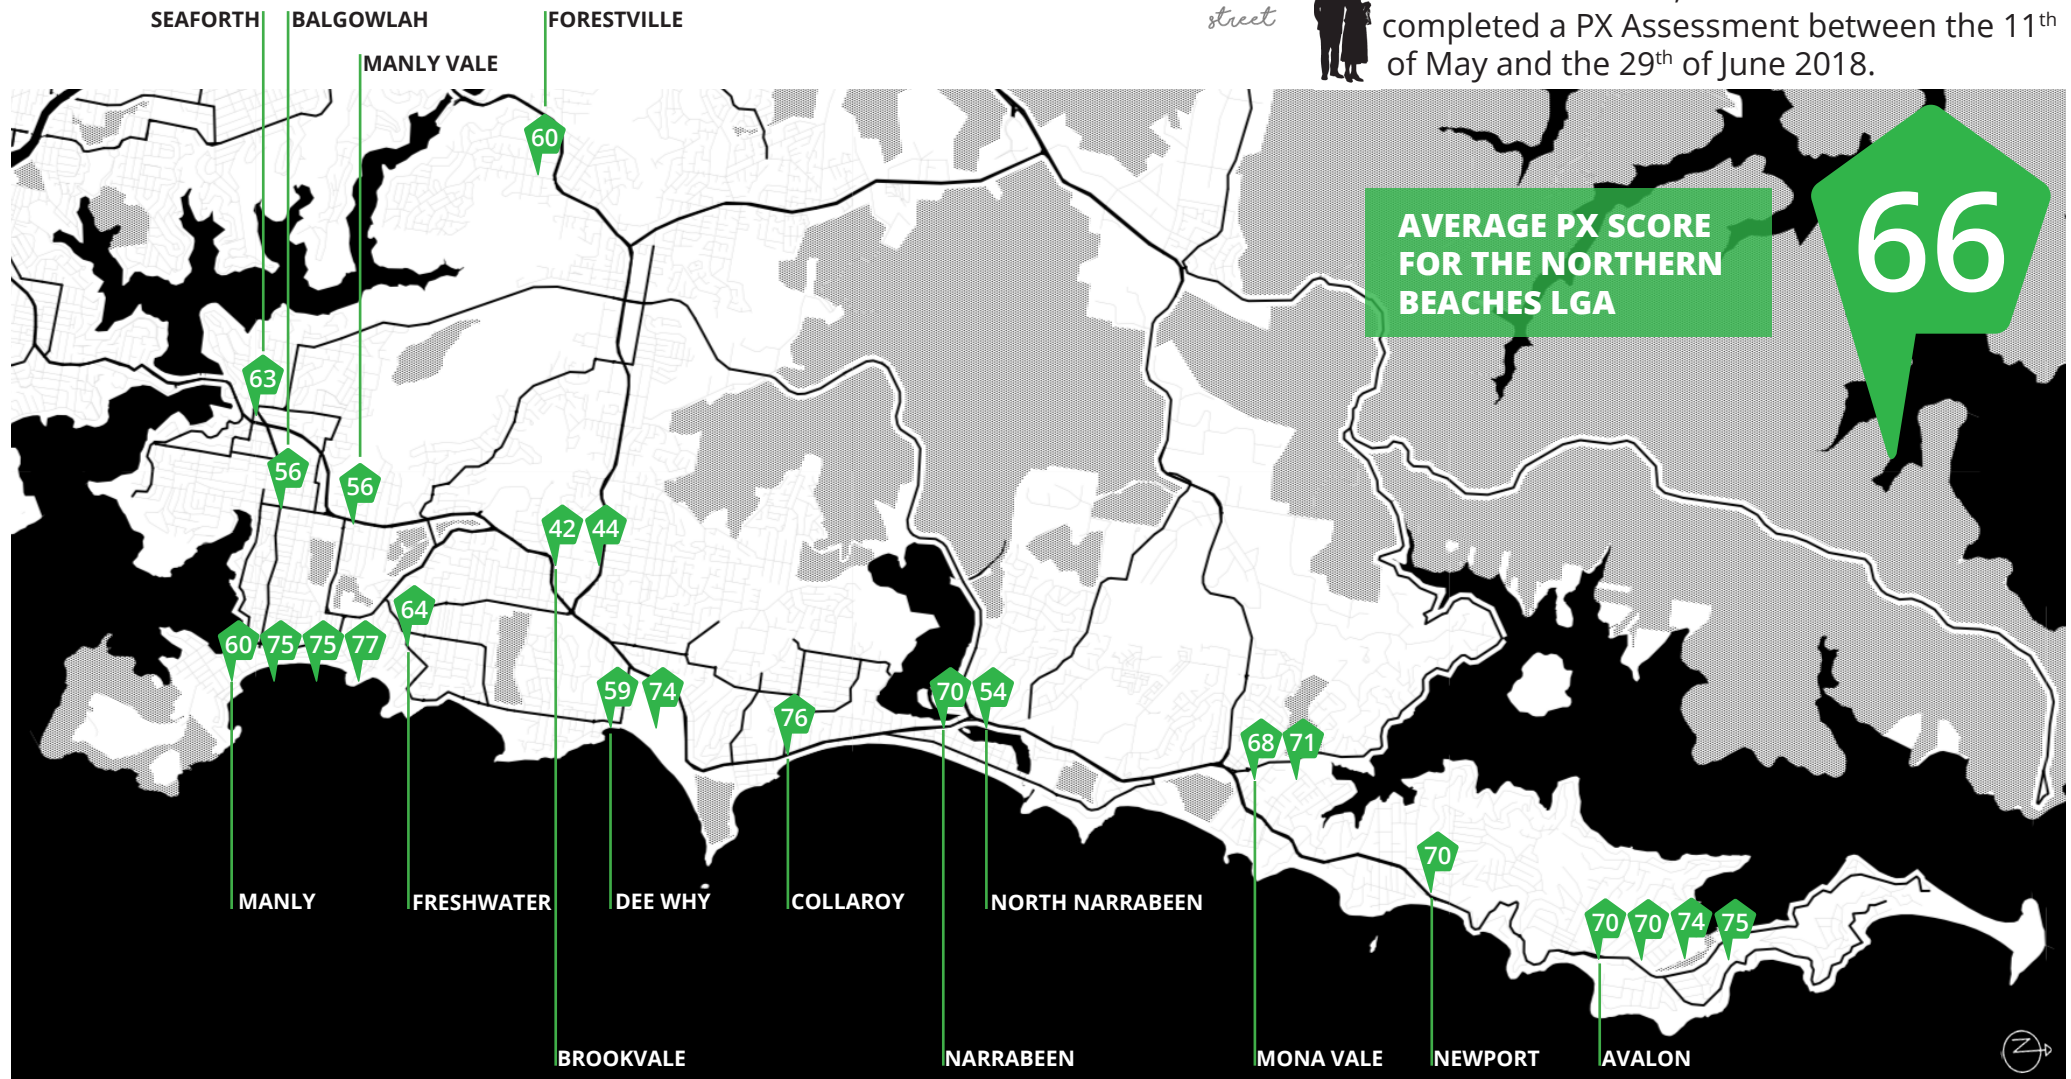 SEAFORTH
BALGOWLAH
FORESTVILLE
MANLY VALE
street
completed a PX Assessment between the 11th
of May and the 29th of June 2018.
60
AVERAGE PX SCORE
FOR THE NORTHERN
BEACHES LGA
66
63
56
56
42
44
64
60
75
75
77
59
74
76
70
54
68
71
70
70
70
74
75
MANLY
FRESHWATER
DEE WHY
COLLAROY
NORTH NARRABEEN
BROOKVALE
NARRABEEN
MONA VALE
NEWPORT
AVALON
Z